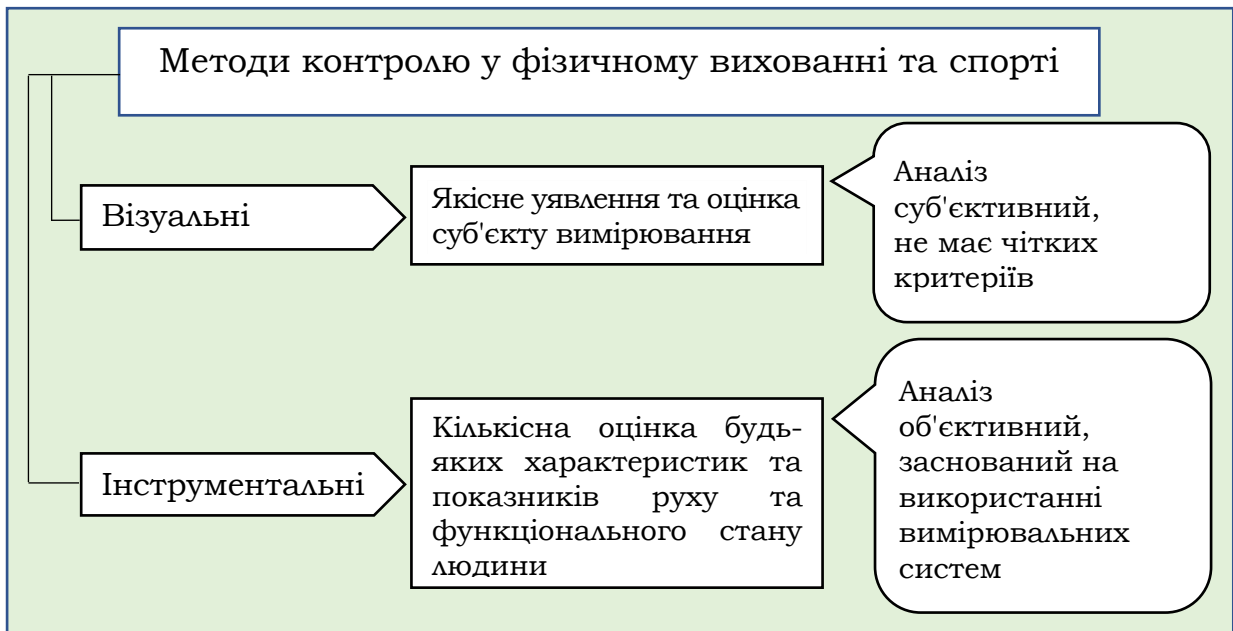 Методи контролю у фізичному вихованні та спорті
Візуальні
Якісне уявлення та оцінка
суб'єкту вимірювання
Аналіз
суб'єктивний,
не має чітких
критеріїв
Інструментальні
Кількісна оцінка будь-
яких характеристик та
показників руху та
функціонального стану
людини
Аналіз
об'єктивний,
заснований на
використанні
вимірювальних
систем